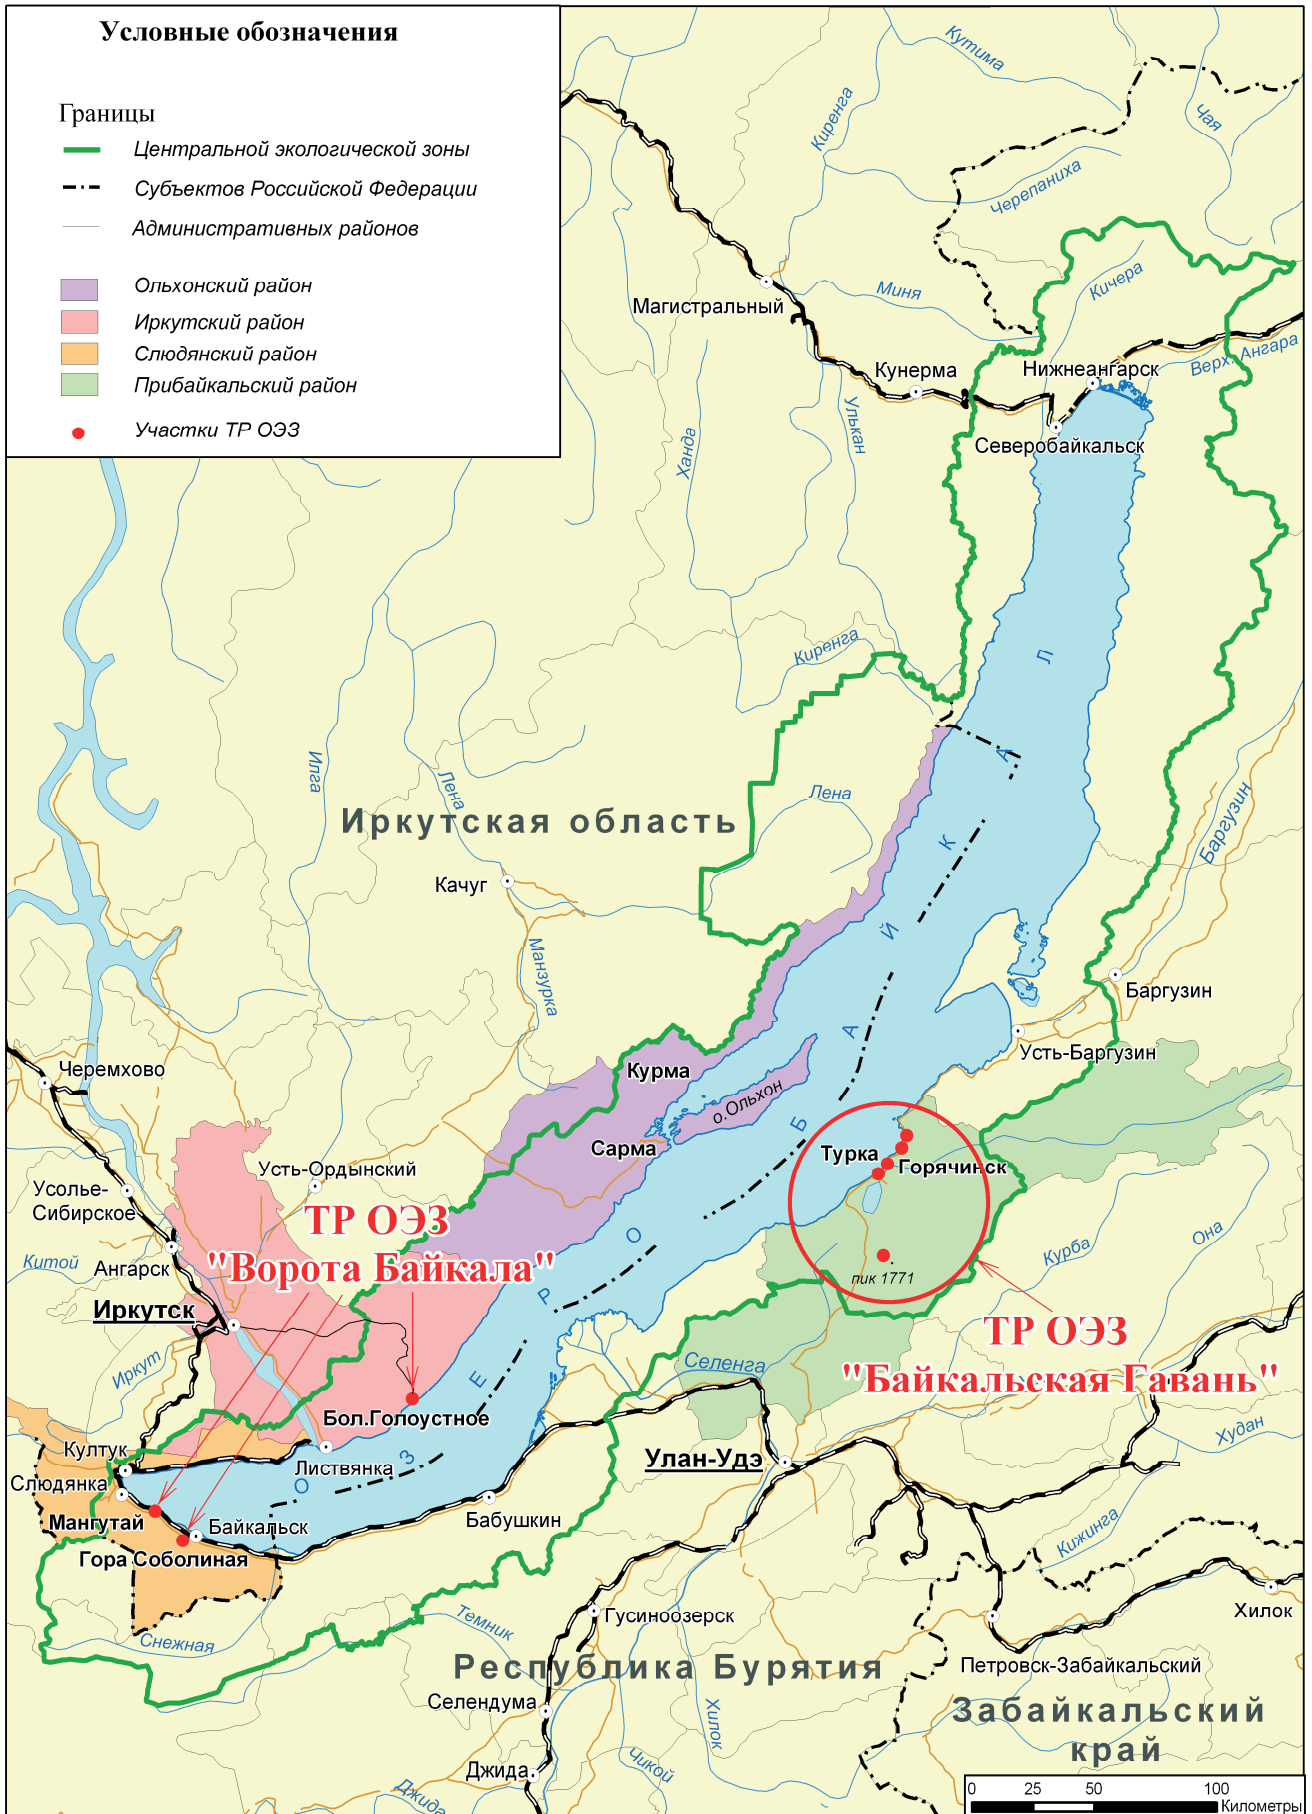 Условные обозначения
Границы
Центральной экологической зоны
Субъектов Российской Федерации
Административных районов
Ольхонский район
Иркутский район
Слюдянский район
Прибайкальский район
Участки ТР ОЭЗ
Кутима
Киренга
Чая
Черепаниха
Кичера
Миня
Магистральный
Верх. Ангара
Кунерма
Нижнеангарск
Улькан
Ханда
Северобайкальск
Киренга
Илга
Лена
Лена
Иркутская область
Баргузин
Качуг
Манзурка
ОЗЕРО БАЙКАЛ
Баргузин
Усть-Баргузин
Черемхово
Курма
о.Ольхон
Сарма
Турка
Горячинск
Усть-Ордынский
Усолье-
Сибирское
ТР ОЭЗ
"Ворота Байкала"
Китой
Ангарск
Курба
Она
пик 1771
Иркутск
ТР ОЭЗ
"Байкальская Гавань"
Иркут
Селенга
Бол.Голоустное
Худан
Култук
Листвянка
Улан-Удэ
Слюдянка
Мангутай
Байкальск
Бабушкин
Гора Соболиная
Кижинга
Гусиноозерск
Хилок
Темник
Снежная
Республика Бурятия
Петровск-Забайкальский
Селендума
Хилок
Забайкальский
край
Чикой
Джида
Джида
0 25 50 100
Километры